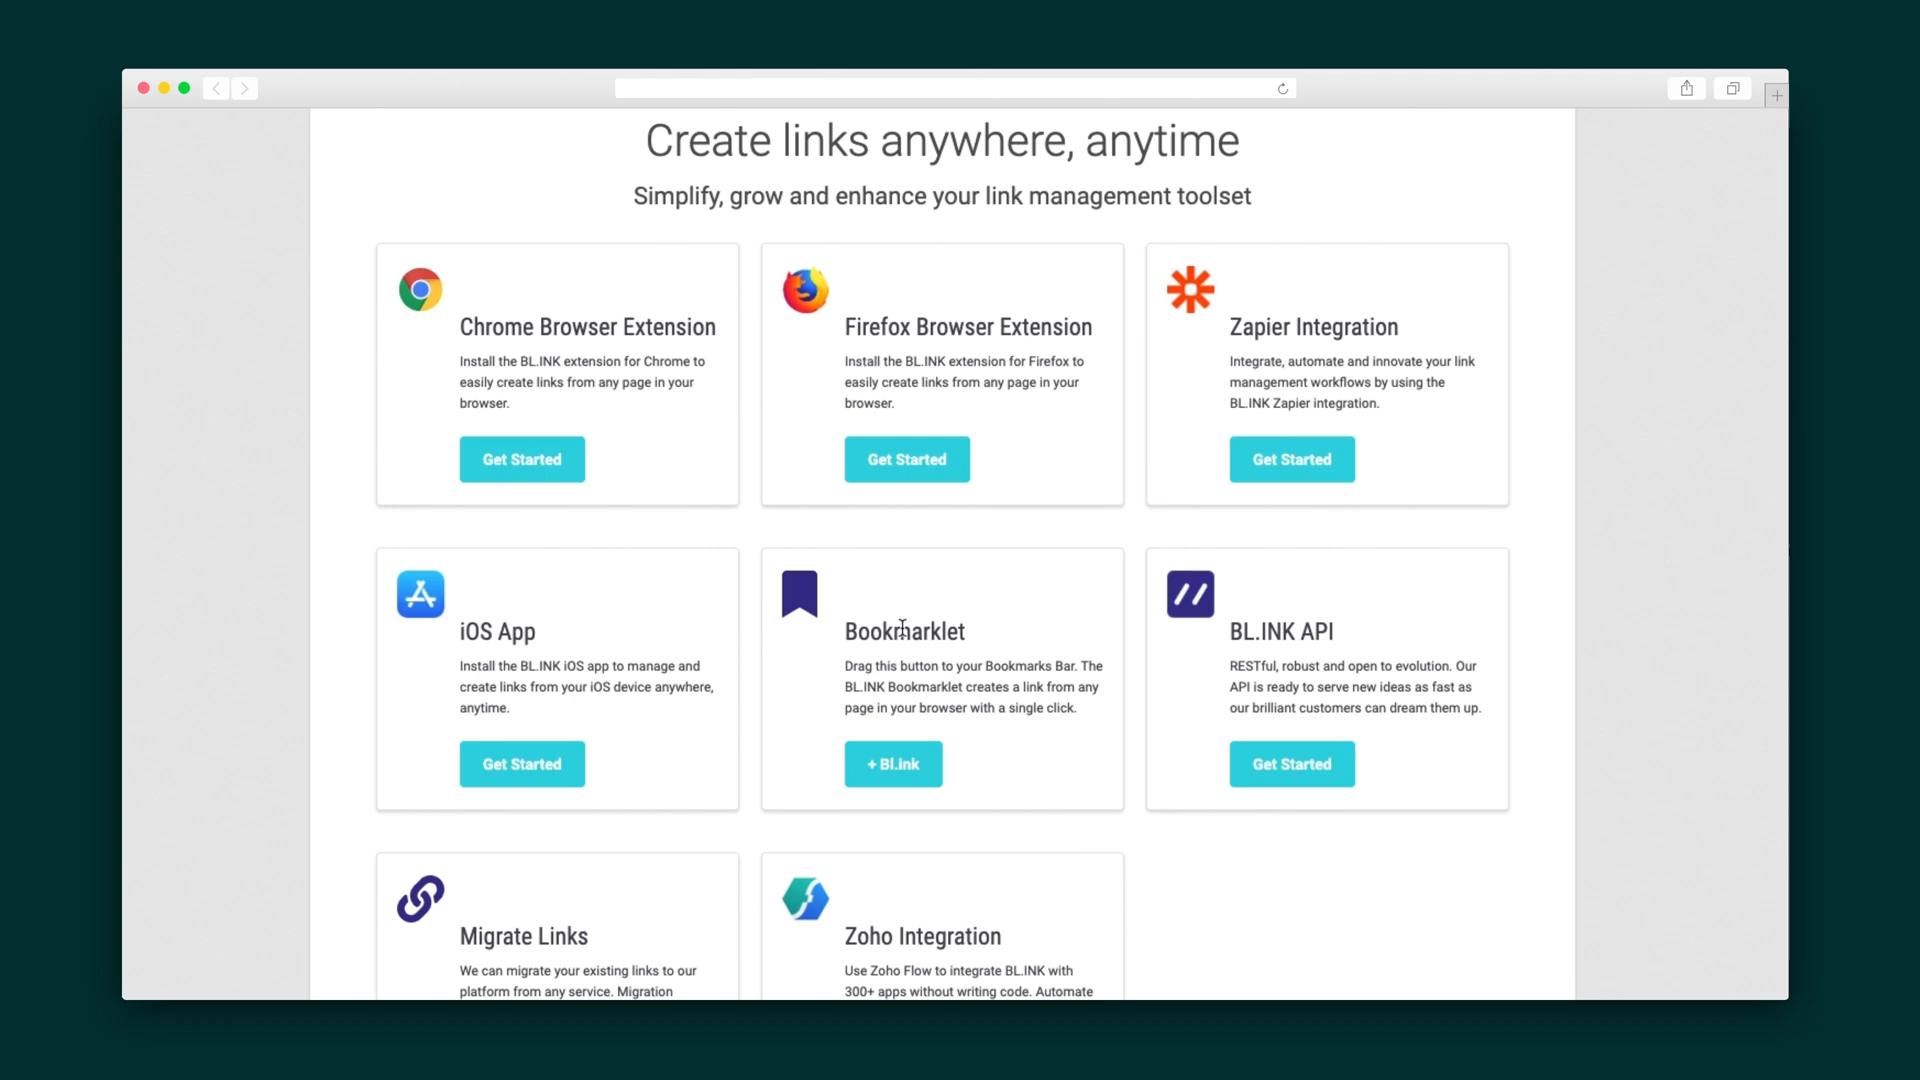 Create links anywhere, anytime
Simplify, grow and enhance your link management toolset
Chrome Browser Extension
Install the BL.INK extension for Chrome to
easily create links from any page in your
browser.
Get Started
Firefox Browser Extension
Install the BL.INK extension for Firefox to
easily create links from any page in your
browser.
Get Started
Zapier Integration
Integrate, automate and innovate your link
management workflows by using the
BL.INK Zapier integration.
Get Started
iOS App
Install the BL.INK iOS app to manage and
create links from your iOS device anywhere,
anytime.
Get Started
Bookmarklet
Drag this button to your Bookmarks Bar. The
BL.INK Bookmarklet creates a link from any
page in your browser with a single click.
+ Bl.ink
BL.INK API
RESTful, robust and open to evolution. Our
API is ready to serve new ideas as fast as
our brilliant customers can dream them up.
Get Started
Migrate Links
We can migrate your existing links to our
platform from any service. Migration
Zoho Integration
Use Zoho Flow to integrate BL.INK with
300+ apps without writing code. Automate